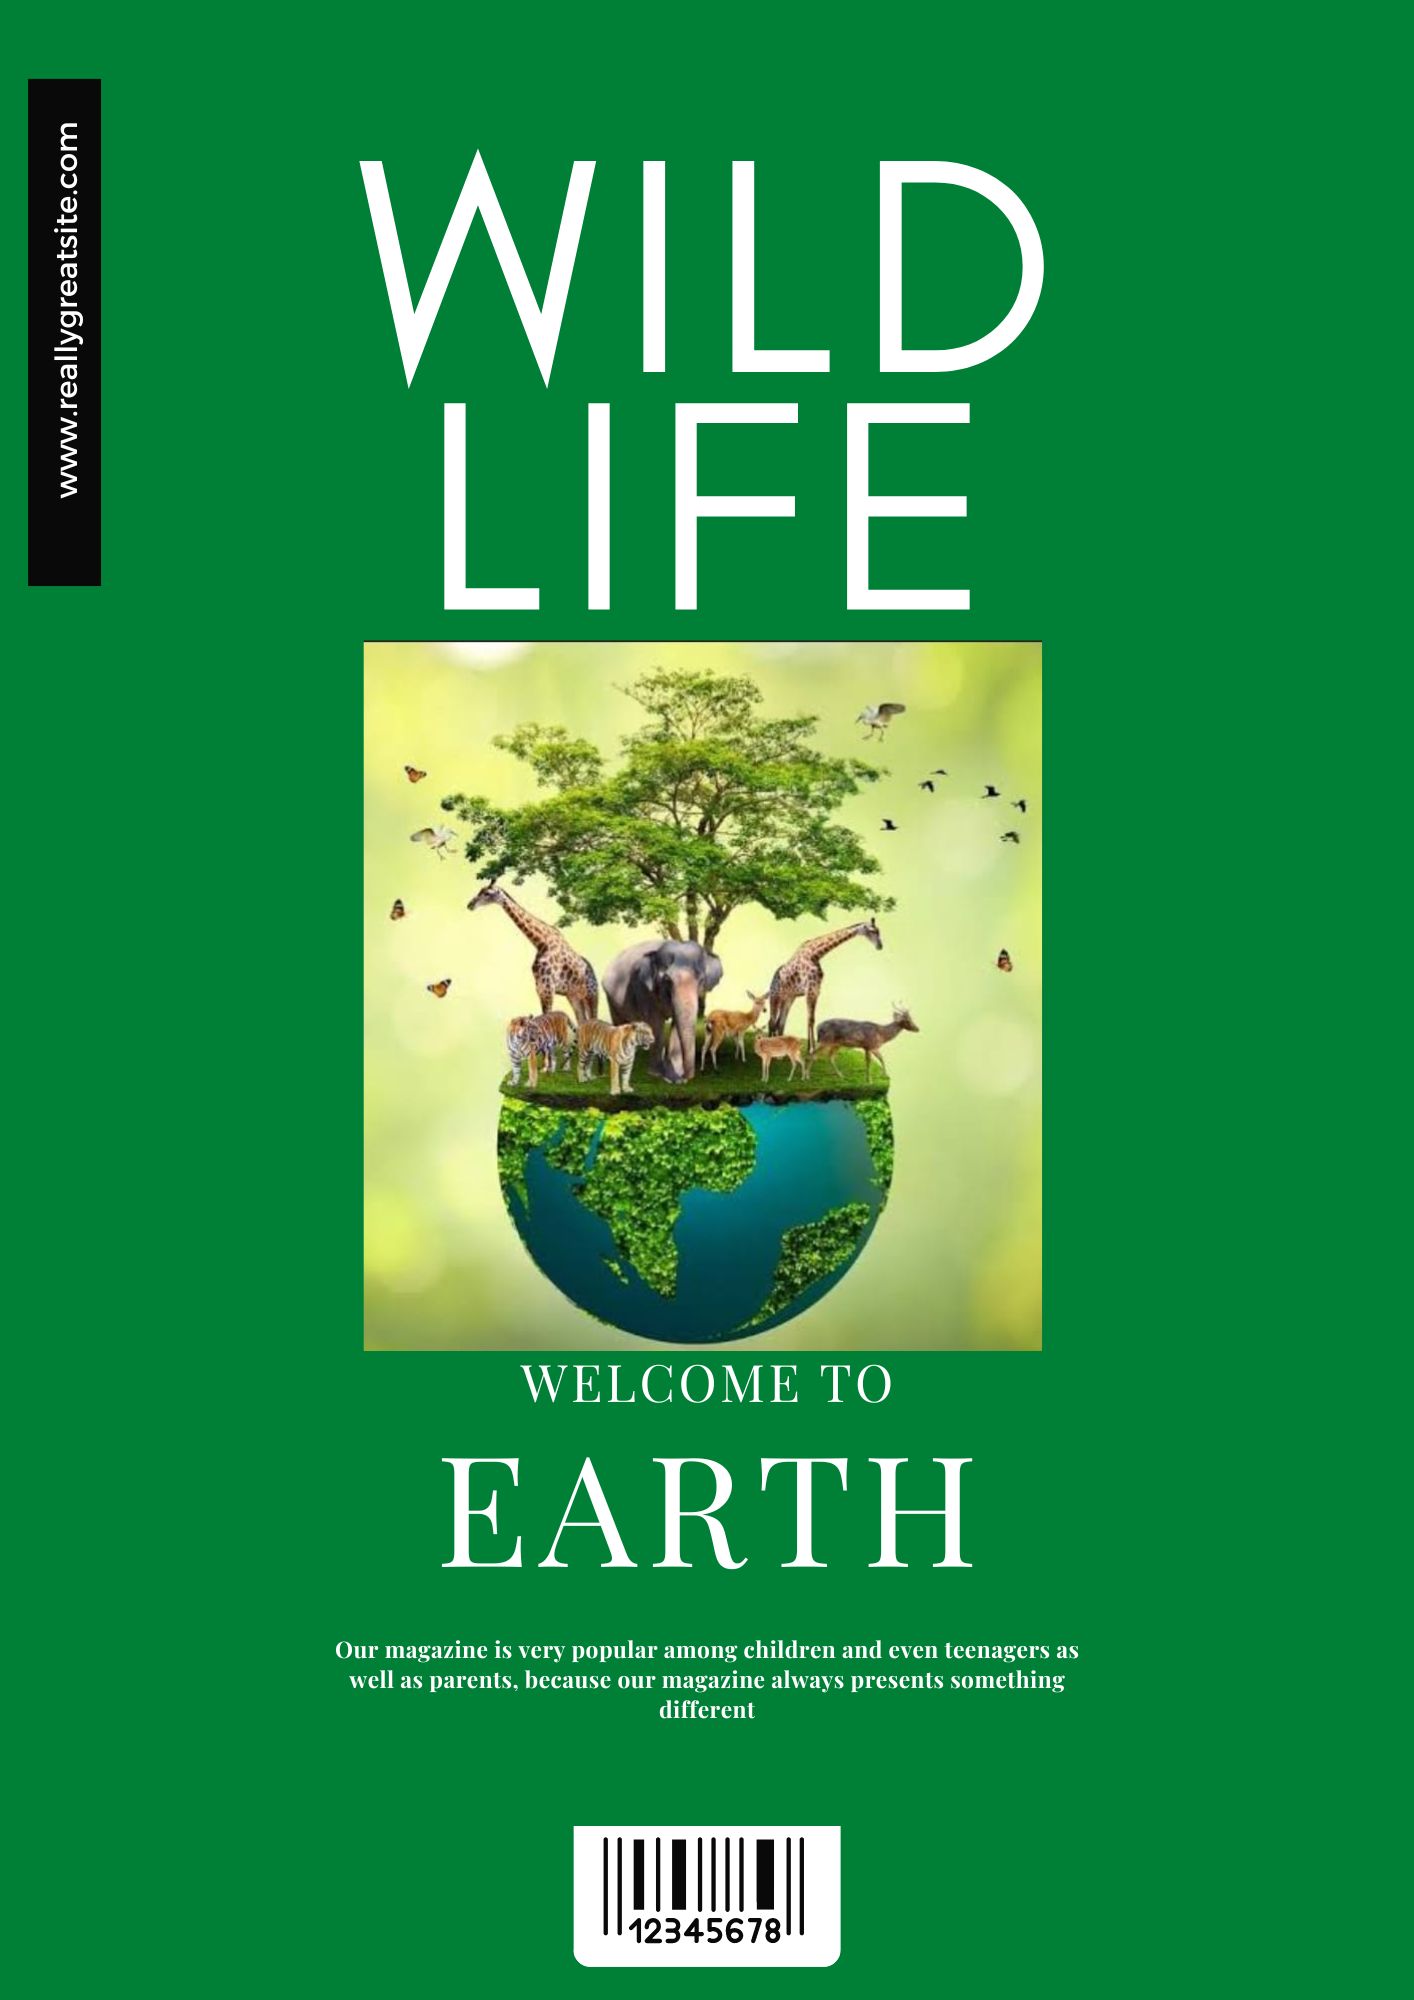 www.reallygreatsite.com
WILD
LIFE
WELCOME TO
EARTH
Our magazine is very popular among children and even teenagers as
well as parents, because our magazine always presents something
different
12345678